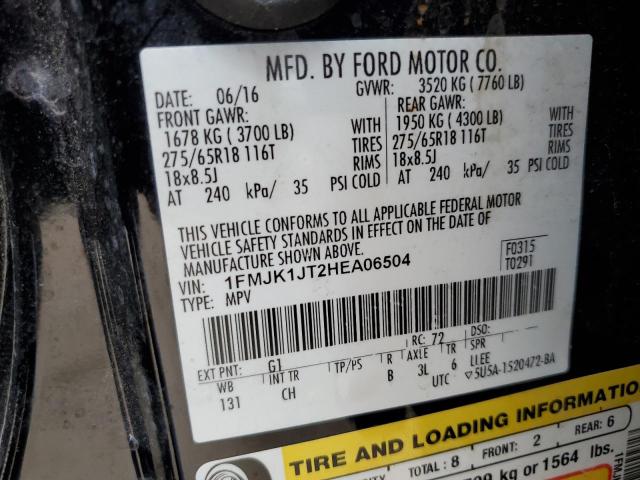 MFD. BY FORD MOTOR CO.
DATE: 06/16 GVWR: 3520 KG ( 7760 LB)
FRONT GAWR: REAR GAWR:
1678 KG ( 3700 LB) WITH 1950 KG ( 4300 LB) WITH
275/65R18 116T TIRES 275/65R18 116T TIRES
18x8.5J RIMS 18x8.5J RIMS
AT 240 kPa/ 35 PSI COLD AT 240 kPa/ 35 PSI COLD
THIS VEHICLE CONFORMS TO ALL APPLICABLE FEDERAL MOTOR
VEHICLE SAFETY STANDARDS IN EFFECT ON THE DATE OF
MANUFACTURE SHOWN ABOVE.
F0315
VIN: 1FMJK1JT2HEA06504
T0291
TYPE: MPV
EXT PNT: G1 RC: 72 DSO:
WB INT TR TP/PS R AXLE TR SPR
131 CH B 3L 6 LLEE
UTC 5U5A-1520472-BA
TIRE AND LOADING INFORMATION
TOTAL : 8 FRONT: 2 REAR: 6
kg or 1564 lbs.